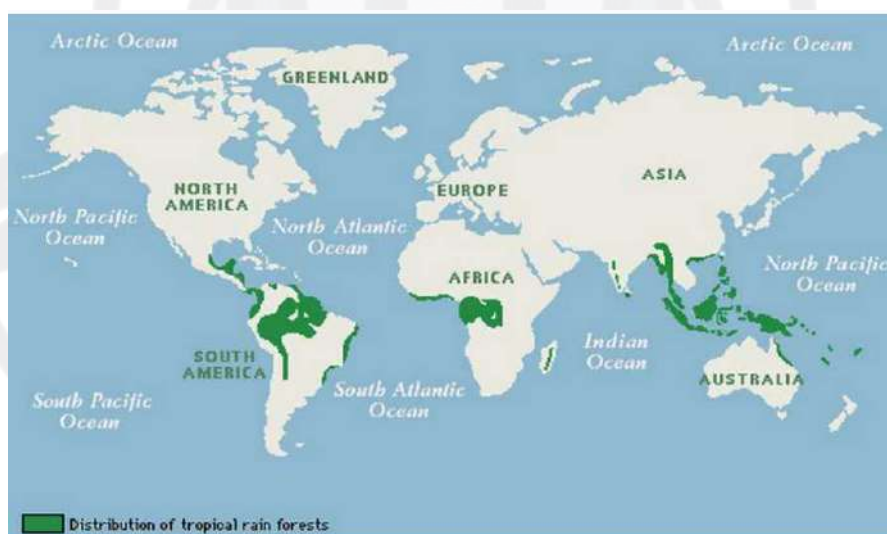 Arctic Ocean
Arctic Ocean
GREENLAND
NORTH
AMERICA
EUROPE
ASIA
North Pacific
Ocean
North Atlantic
Ocean
AFRICA
North Pacific
Ocean
SOUTH
AMERICA
Indian
Ocean
South Pacific
Ocean
South Atlantic
Ocean
AUSTRALIA
Distribution of tropical rain forests